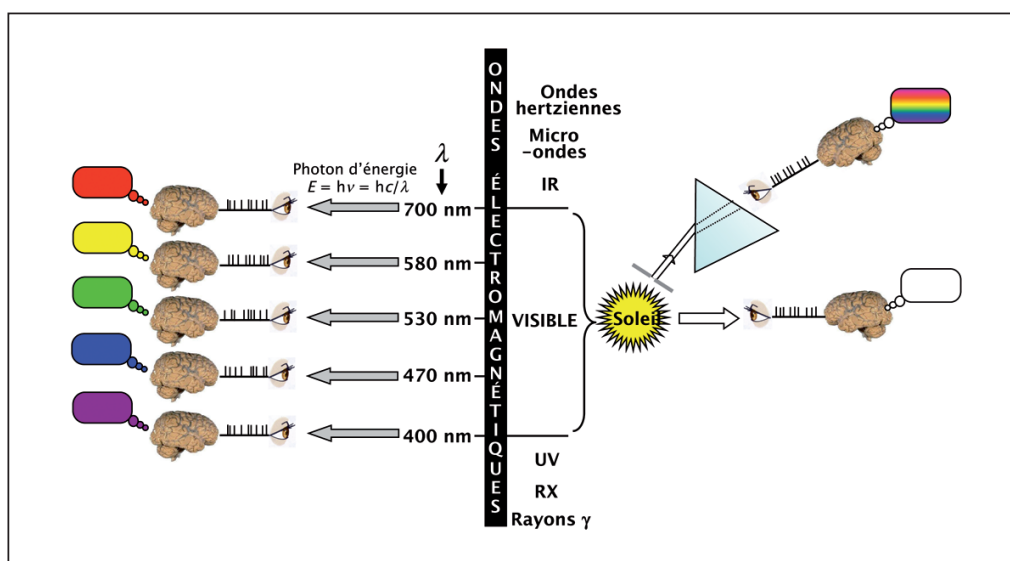 ONDES ÉLECTROMAGNÉTIQUES
Ondes
hertziennes
Micro
-ondes
IR
VISIBLE
UV
RX
Rayons γ
Photon d'énergie
E = hν = hc/λ
λ
700 nm
580 nm
530 nm
470 nm
400 nm
Soleil